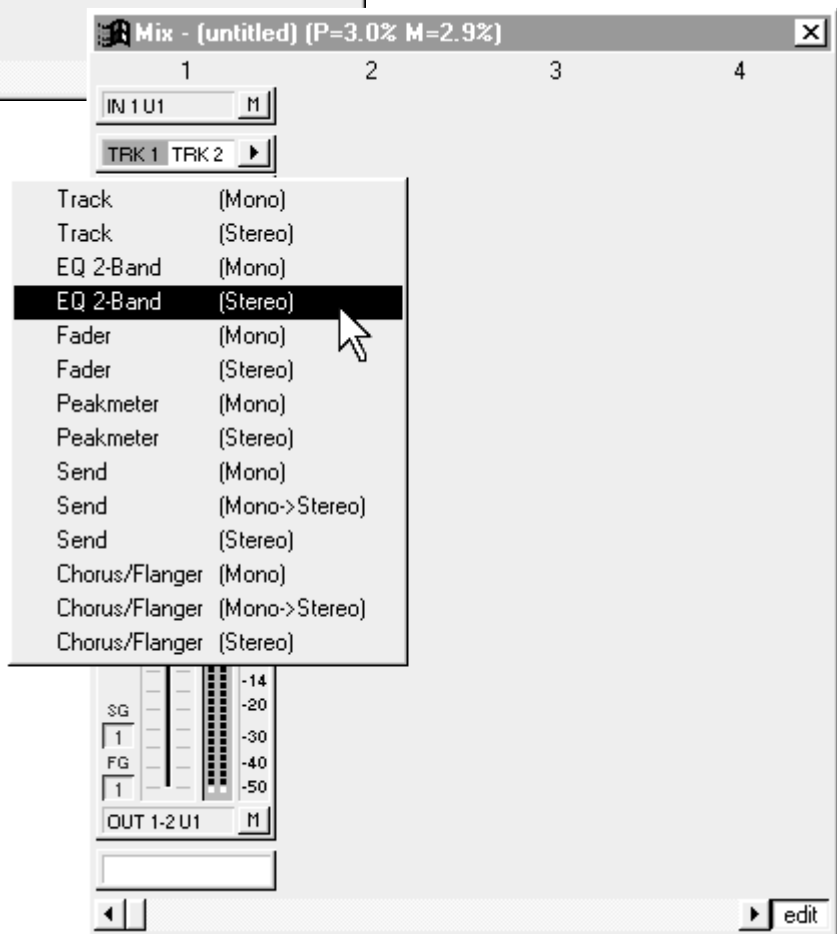 Mix - (untitled) (P=3.0% M=2.9%)
1 2 3 4
IN 1 U1 M
TRK 1 TRK 2
Track (Mono)
Track (Stereo)
EQ 2-Band (Mono)
EQ 2-Band (Stereo)
Fader (Mono)
Fader (Stereo)
Peakmeter (Mono)
Peakmeter (Stereo)
Send (Mono)
Send (Mono->Stereo)
Send (Stereo)
Chorus/Flanger (Mono)
Chorus/Flanger (Mono->Stereo)
Chorus/Flanger (Stereo)
-14
SG -20
1 -30
FG -40
1 -50
OUT 1-2 U1 M
edit